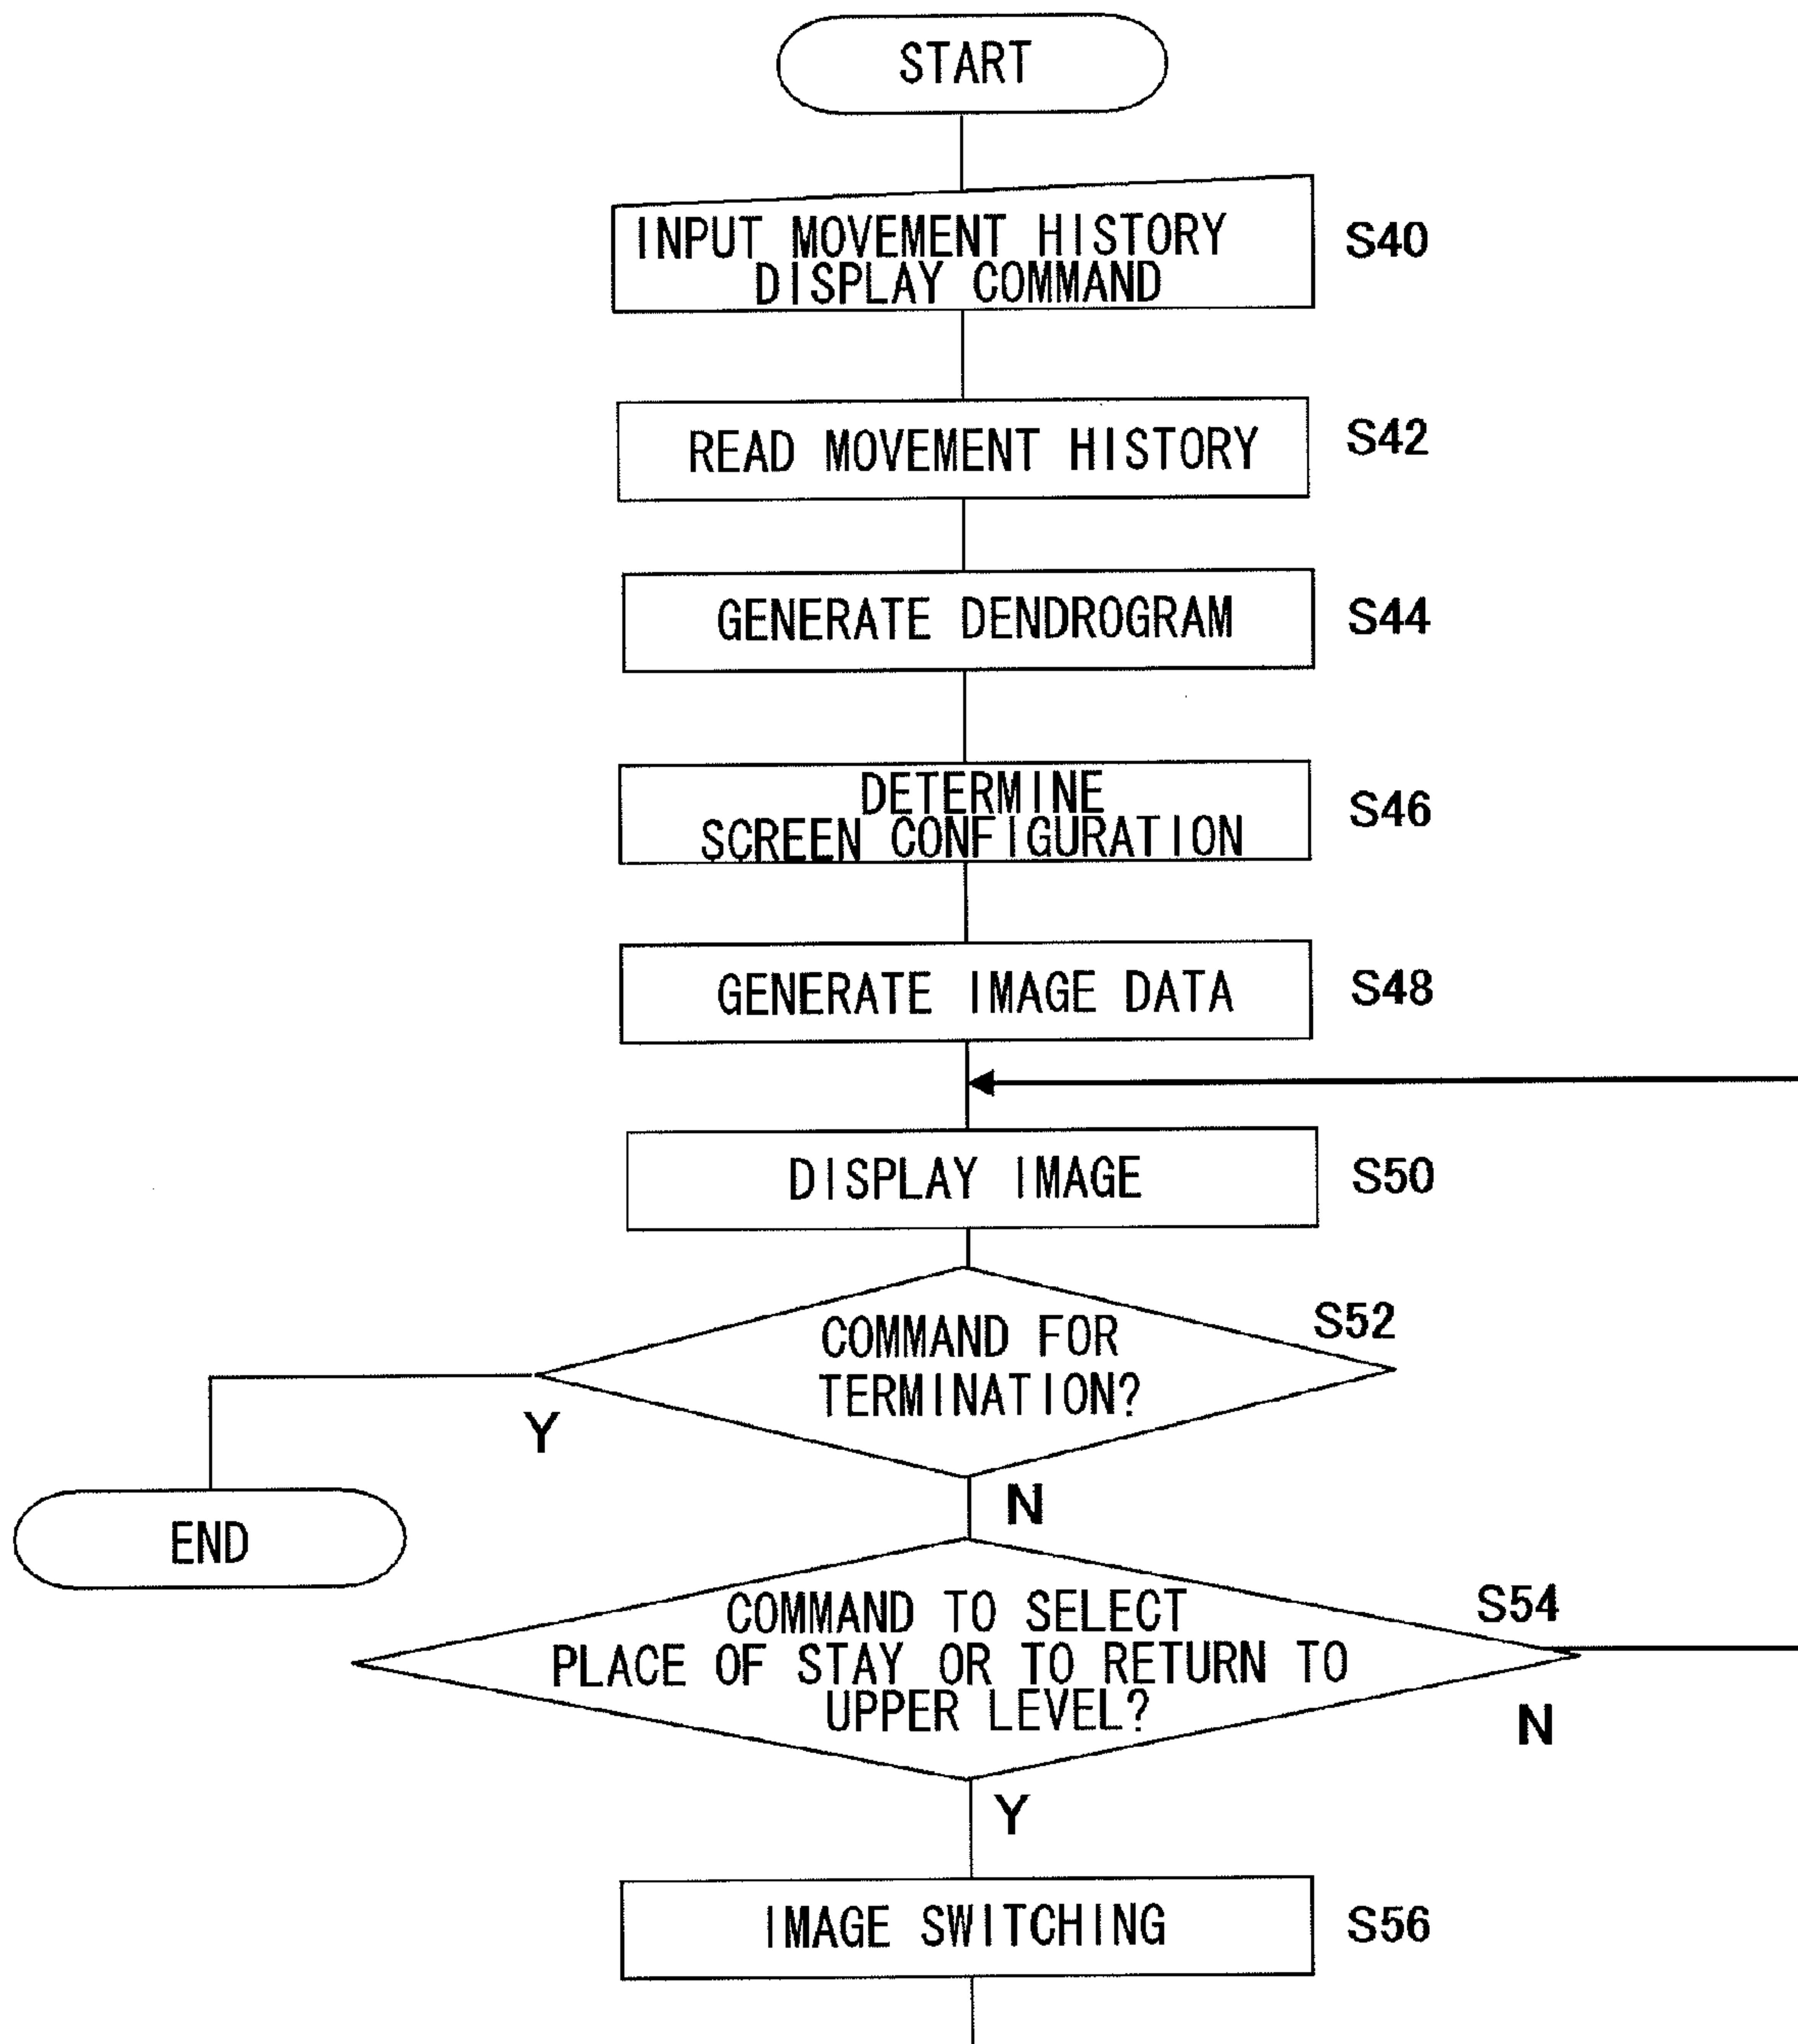 START
INPUT MOVEMENT HISTORY
DISPLAY COMMAND
S40
READ MOVEMENT HISTORY
S42
GENERATE DENDROGRAM
S44
DETERMINE
SCREEN CONFIGURATION
S46
GENERATE IMAGE DATA
S48
DISPLAY IMAGE
S50
COMMAND FOR
TERMINATION?
S52
Y
N
END
COMMAND TO SELECT
PLACE OF STAY OR TO RETURN TO
UPPER LEVEL?
S54
N
Y
IMAGE SWITCHING
S56